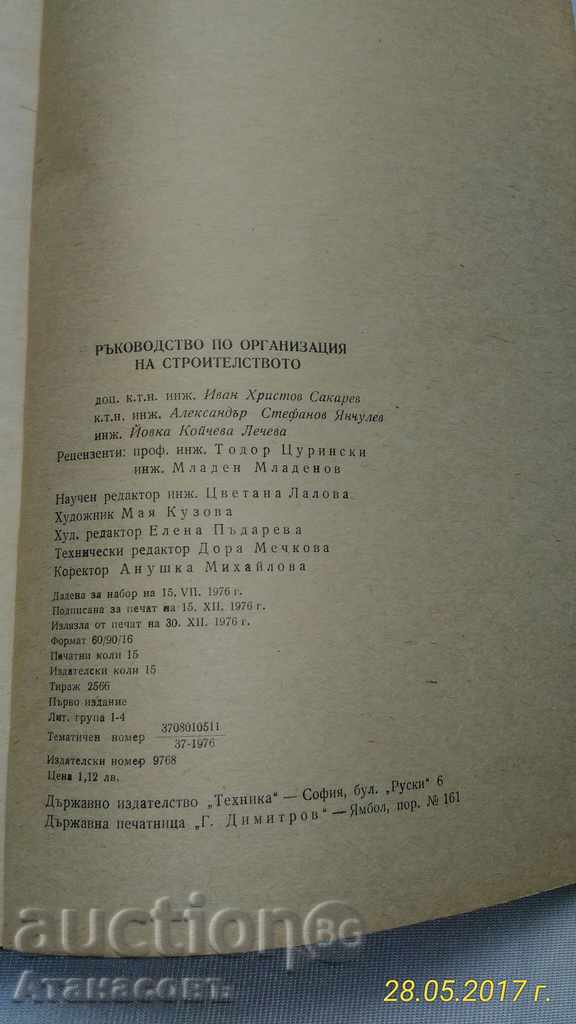 РЪКОВОДСТВО ПО ОРГАНИЗАЦИЯ
НА СТРОИТЕЛСТВОТО
доц. к.т.н. инж. Иван Христов Сакарев
к.т.н. инж. Александър Стефанов Янчулев
инж. Йовка Койчева Лечева
Рецензенти: проф. инж. Тодор Цурински
инж. Младен Младенов
Научен редактор инж. Цветана Лалова
Художник Мая Кузова
Худ. редактор Елена Пъдарева
Технически редактор Дора Мечкова
Коректор Анушка Михайлова
Дадена за набор на 15. VII. 1976 г.
Подписана за печат на 15. XII. 1976 г.
Излязла от печат на 30. XII. 1976 г.
Формат 60/90/16
Печатни коли 15
Издателски коли 15
Тираж 2566
Първо издание
Лит. група I-4
Тематичен номер 3708010511
37-1976
Издателски номер 9768
Цена 1,12 лв.
Държавно издателство „Техника“ — София, бул. „Руски“ 6
Държавна печатница „Г. Димитров“ — Ямбол, пор. № 161
auction BG
Атанасовъ
28.05.2017 г.